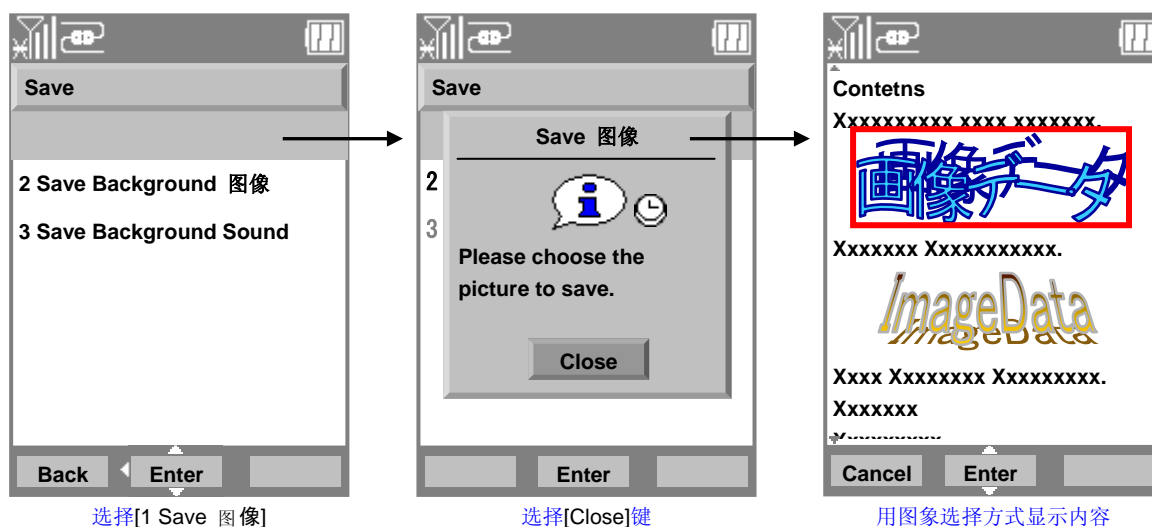 Save
2 Save Background 图像
3 Save Background Sound
Back Enter
选择[1 Save 图像]
Save
Save 图像
2
3
Please choose the
picture to save.
Close
Enter
选择[Close]键
Contetns
Xxxxxxxxxx xxxx xxxxxxx.
画像データ
Xxxxxxx Xxxxxxxxxxx.
ImageData
Xxxx Xxxxxxxx Xxxxxxxxx.
Xxxxxxx
Cancel Enter
用图象选择方式显示内容